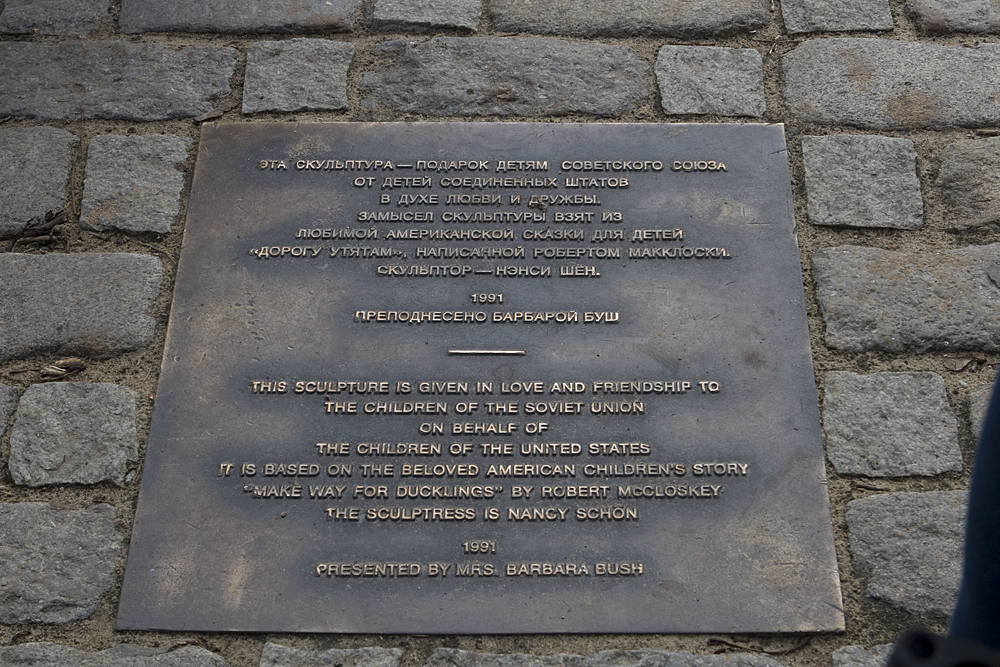 ЭТА СКУЛЬПТУРА — ПОДАРОК ДЕТЯМ СОВЕТСКОГО СОЮЗА
ОТ ДЕТЕЙ СОЕДИНЕННЫХ ШТАТОВ
В ДУХЕ ЛЮБВИ И ДРУЖБЫ.
ЗАМЫСЕЛ СКУЛЬПТУРЫ ВЗЯТ ИЗ
ЛЮБИМОЙ АМЕРИКАНСКОЙ СКАЗКИ ДЛЯ ДЕТЕЙ
«ДОРОГУ УТЯТАМ», НАПИСАННОЙ РОБЕРТОМ МАККЛОСКИ.
СКУЛЬПТОР — НЭНСИ ШЁН.
1991
ПРЕПОДНЕСЕНО БАРБАРОЙ БУШ
THIS SCULPTURE IS GIVEN IN LOVE AND FRIENDSHIP TO
THE CHILDREN OF THE SOVIET UNION
ON BEHALF OF
THE CHILDREN OF THE UNITED STATES
IT IS BASED ON THE BELOVED AMERICAN CHILDREN'S STORY
"MAKE WAY FOR DUCKLINGS" BY ROBERT McCLOSKEY
THE SCULPTRESS IS NANCY SCHÖN
1991
PRESENTED BY MRS. BARBARA BUSH